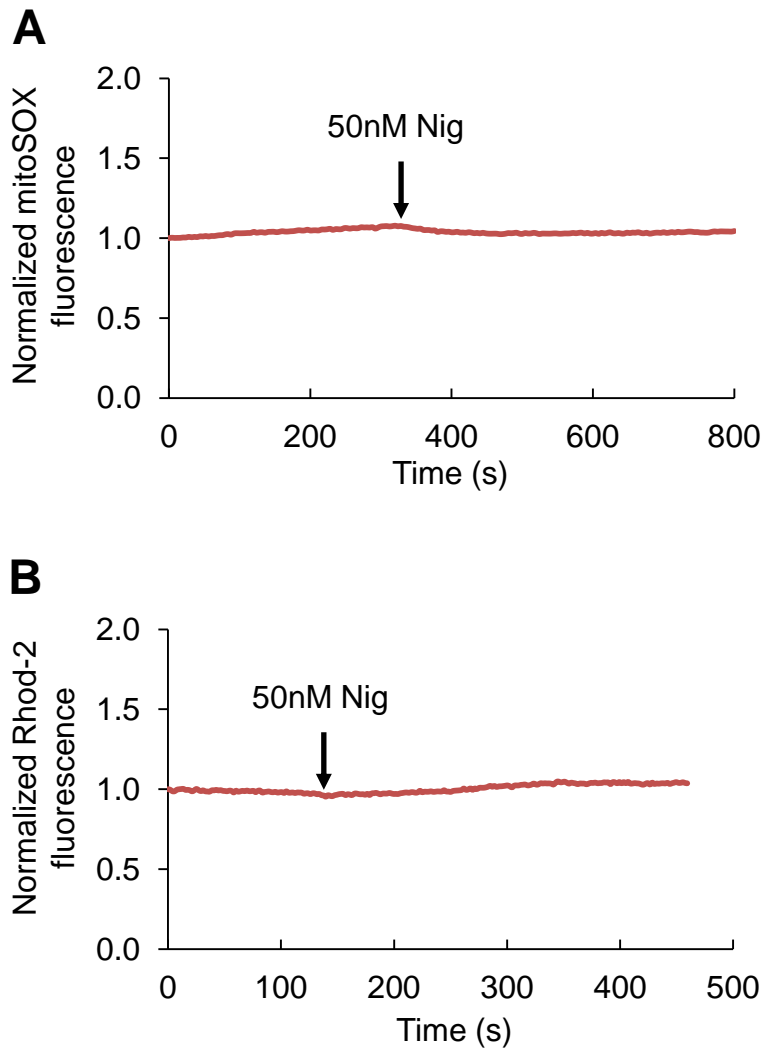 A
Normalized mitoSOX
fluorescence
2.0
1.5
1.0
0.5
0.0
50nM Nig
0 200 400 600 800
Time (s)
B
Normalized Rhod-2
fluorescence
2.0
1.5
1.0
0.5
0.0
50nM Nig
0 100 200 300 400 500
Time (s)